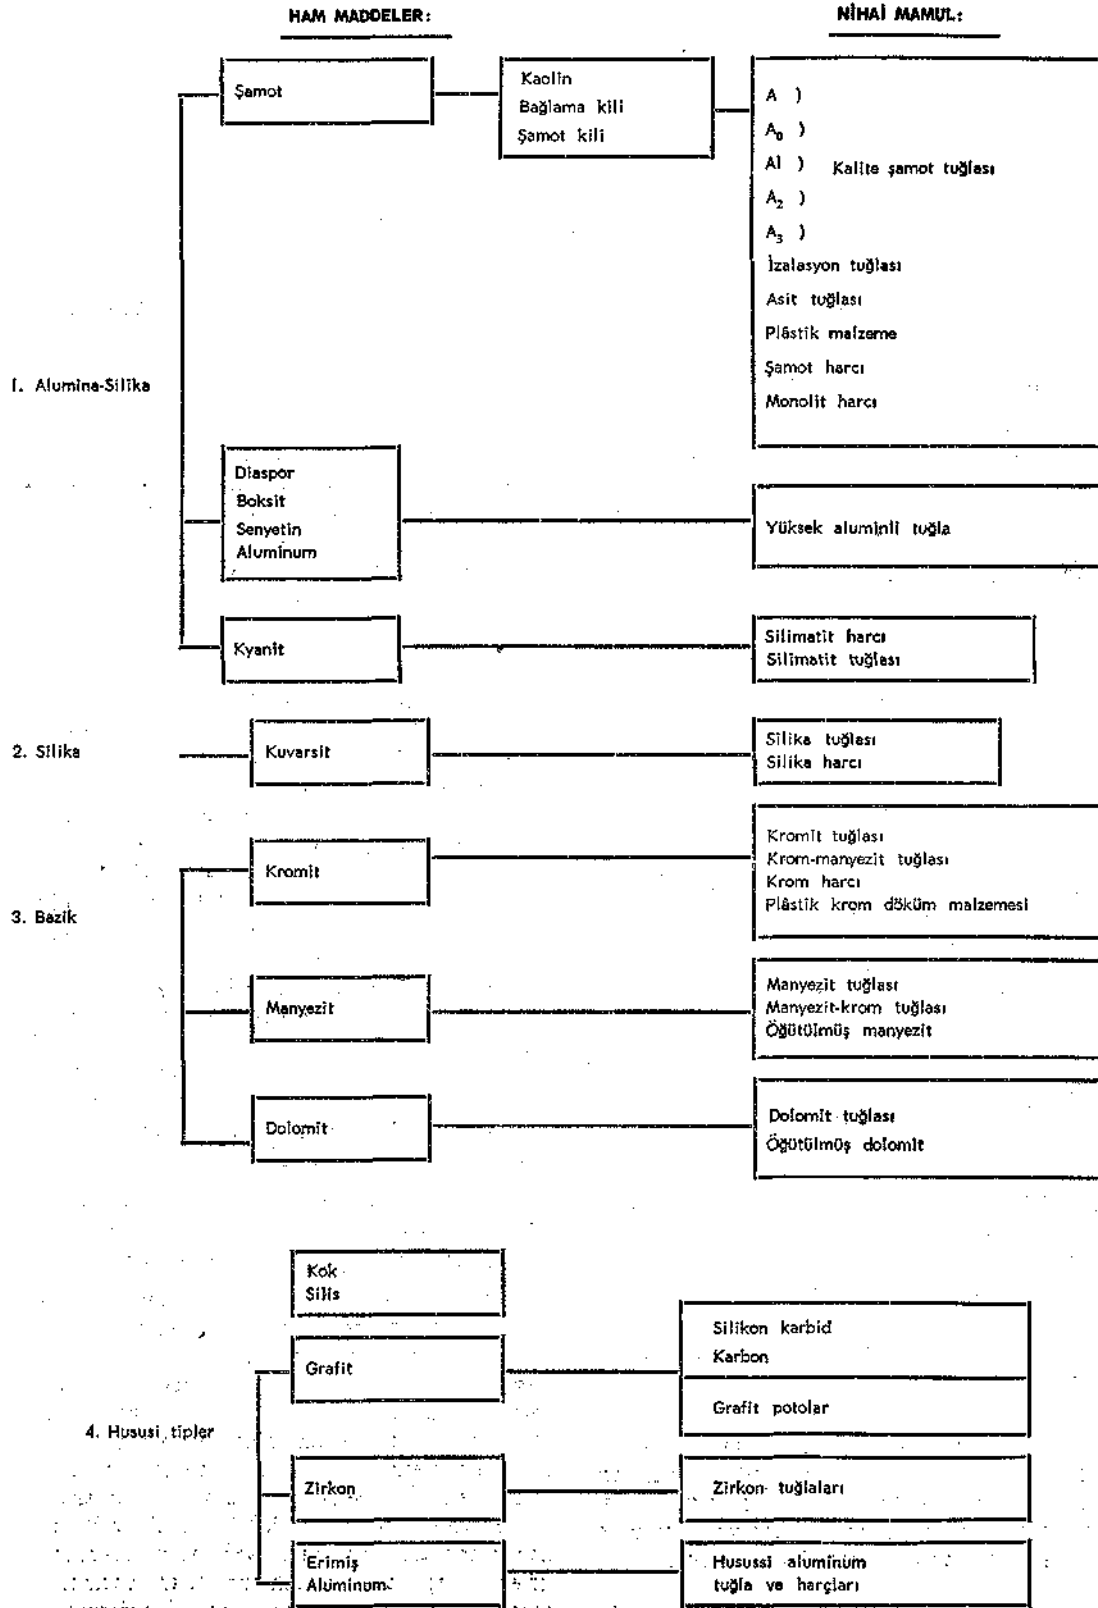 HAM MADDELER:
NİHAİ MAMUL:
Şamot
Kaolin
Bağlama kili
Şamot kili
A )
A₀ )
Al ) Kalite şamot tuğlası
A₂ )
A₃ )
İzalasyon tuğlası
Asit tuğlası
Plâstik malzeme
Şamot harcı
Monolit harcı
1. Alumina-Silika
Diaspor
Boksit
Senyetin
Aluminum
Yüksek aluminli tuğla
Kyanit
Silimatit harcı
Silimatit tuğlası
2. Silika
Kuvarsit
Silika tuğlası
Silika harcı
3. Bazik
Kromit
Kromit tuğlası
Krom-manyezit tuğlası
Krom harcı
Plâstik krom döküm malzemesi
Manyezit
Manyezit tuğlası
Manyezit-krom tuğlası
Öğütülmüş manyezit
Dolomit
Dolomit tuğlası
Öğütülmüş dolomit
4. Hususi tipler
Kok
Silis
Grafit
Silikon karbid
Karbon
Grafit potolar
Zirkon
Zirkon tuğlaları
Erimiş
Aluminum
Husussi aluminum
tuğla ve harçları